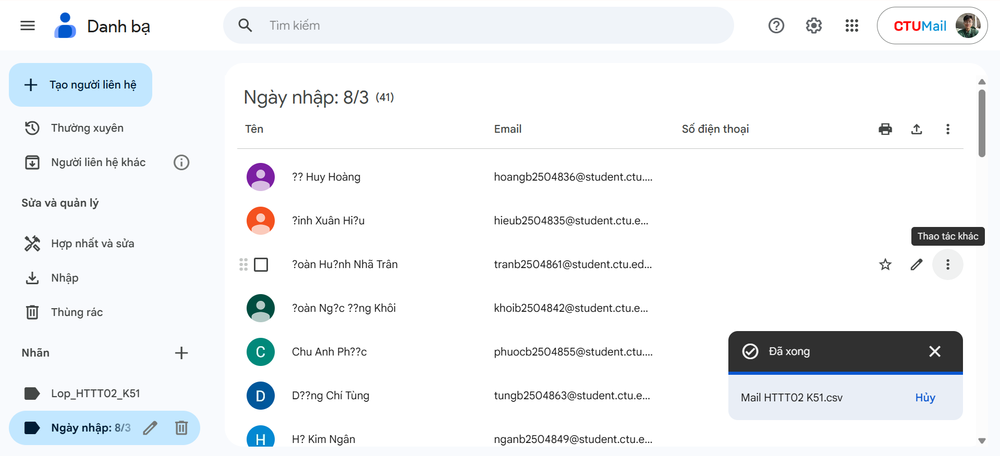 Danh bạ
Tìm kiếm
CTUMail
Tạo người liên hệ
Thường xuyên
Người liên hệ khác
Sửa và quản lý
Hợp nhất và sửa
Nhập
Thùng rác
Nhãn
Lop_HTTT02_K51
Ngày nhập: 8/3
Ngày nhập: 8/3 (41)
Tên Email Số điện thoại
?? Huy Hoàng hoangb2504836@student.ctu....
?inh Xuân Hi?u hieub2504835@student.ctu.e...
Thao tác khác
?oàn Hu?nh Nhã Trân tranb2504861@student.ctu.ed...
?oàn Ng?c ??ng Khôi khoib2504842@student.ctu.e...
C Chu Anh Ph??c phuocb2504855@student.ctu....
D D??ng Chí Tùng tungb2504863@student.ctu.e...
H H? Kim Ngân nganb2504849@student.ctu.e...
Đã xong
Mail HTTT02 K51.csv Hủy